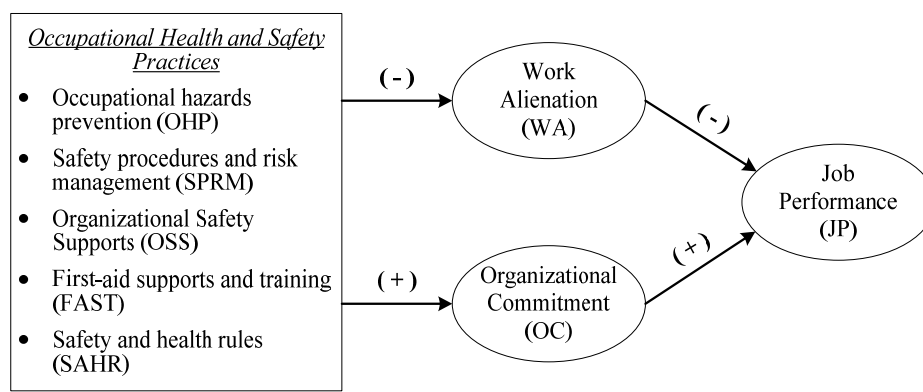 Occupational Health and Safety
Practices
• Occupational hazards
prevention (OHP)
• Safety procedures and risk
management (SPRM)
• Organizational Safety
Supports (OSS)
• First-aid supports and training
(FAST)
• Safety and health rules
(SAHR)
(-)
(+)
Work
Alienation
(WA)
Organizational
Commitment
(OC)
(-)
(+)
Job
Performance
(JP)